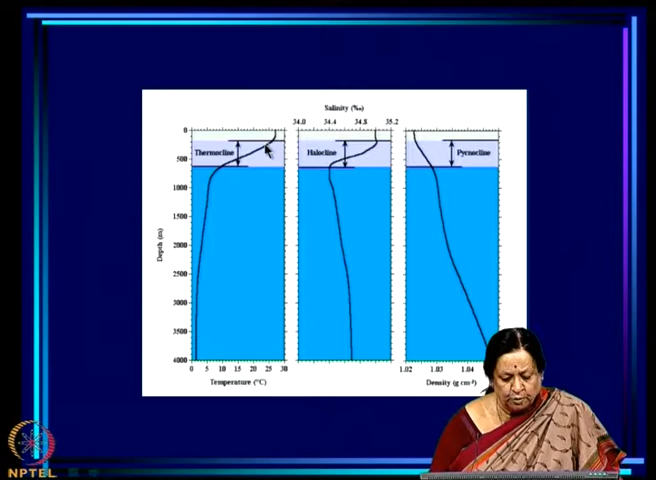 Salinity (‰)
34.0 34.4 34.8 35.2
0
500
1000
1500
2000
2500
3000
3500
4000
Depth (m)
Thermocline
Halocline
Pycnocline
0 5 10 15 20 25 30
1.02 1.03 1.04
Temperature (°C)
Density (g cm³)
NPTEL